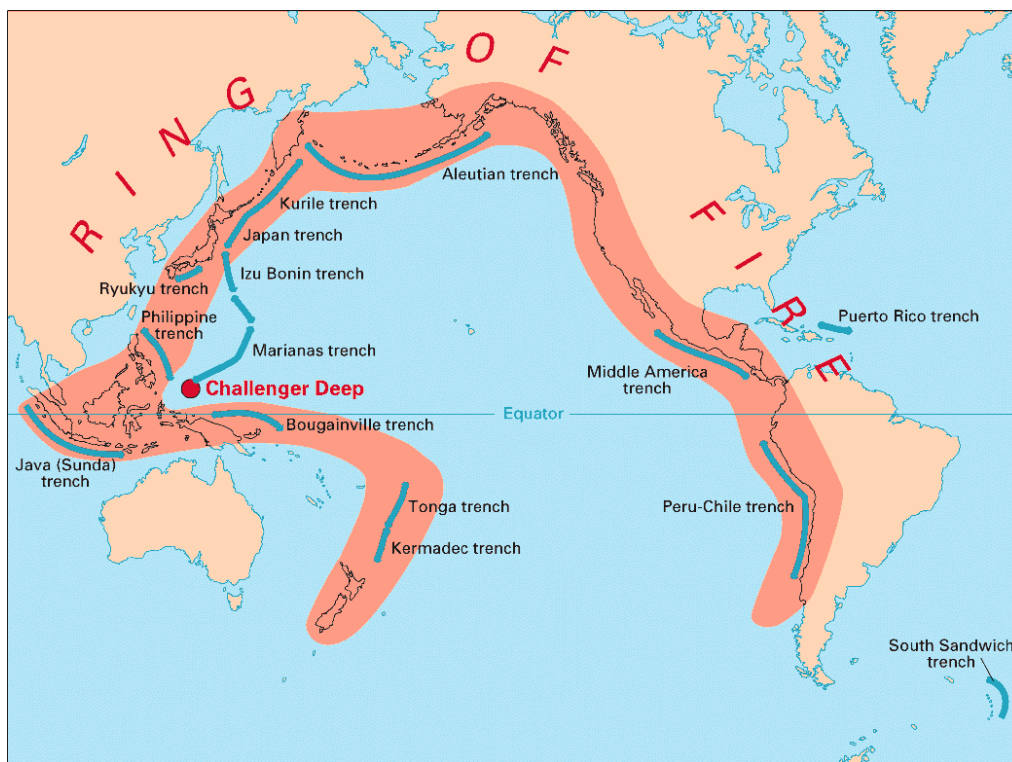 RING OF FIRE
Aleutian trench
Kurile trench
Japan trench
Izu Bonin trench
Ryukyu trench
Philippine
trench
Marianas trench
Challenger Deep
Puerto Rico trench
Middle America
trench
Equator
Bougainville trench
Java (Sunda)
trench
Tonga trench
Kermadec trench
Peru-Chile trench
South Sandwich
trench